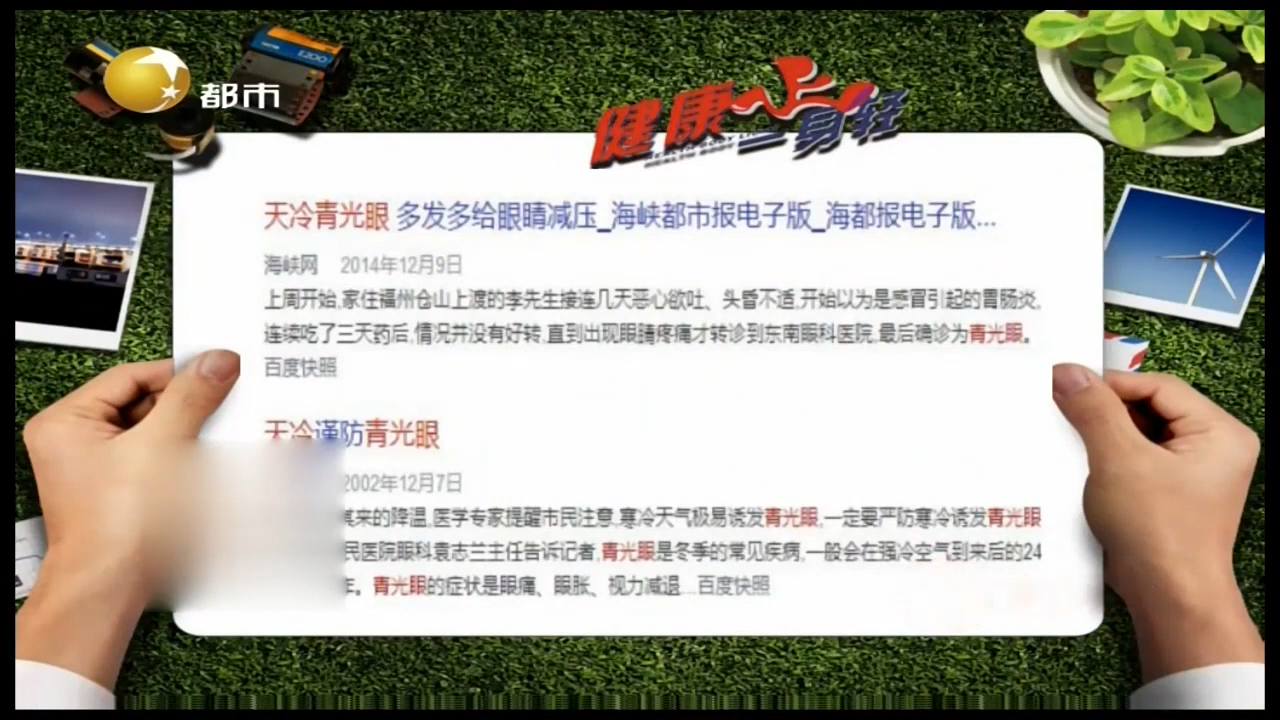 都市
健康一身轻
天冷青光眼 多发多给眼睛减压_海峡都市报电子版_海都报电子版...
海峡网 2014年12月9日
上周开始,家住福州仓山上渡的李先生接连几天恶心欲吐、头昏不适,开始以为是感冒引起的胃肠炎,
连续吃了三天药后,情况并没有好转,直到出现眼睛疼痛才转诊到东南眼科医院,最后确诊为青光眼。
百度快照
天冷谨防青光眼
2002年12月7日
其来的降温,医学专家提醒市民注意,寒冷天气极易诱发青光眼,一定要严防寒冷诱发青光眼
民医院眼科袁志兰主任告诉记者,青光眼是冬季的常见疾病,一般会在强冷空气到来后的24
。青光眼的症状是眼痛、眼胀、视力减退...百度快照